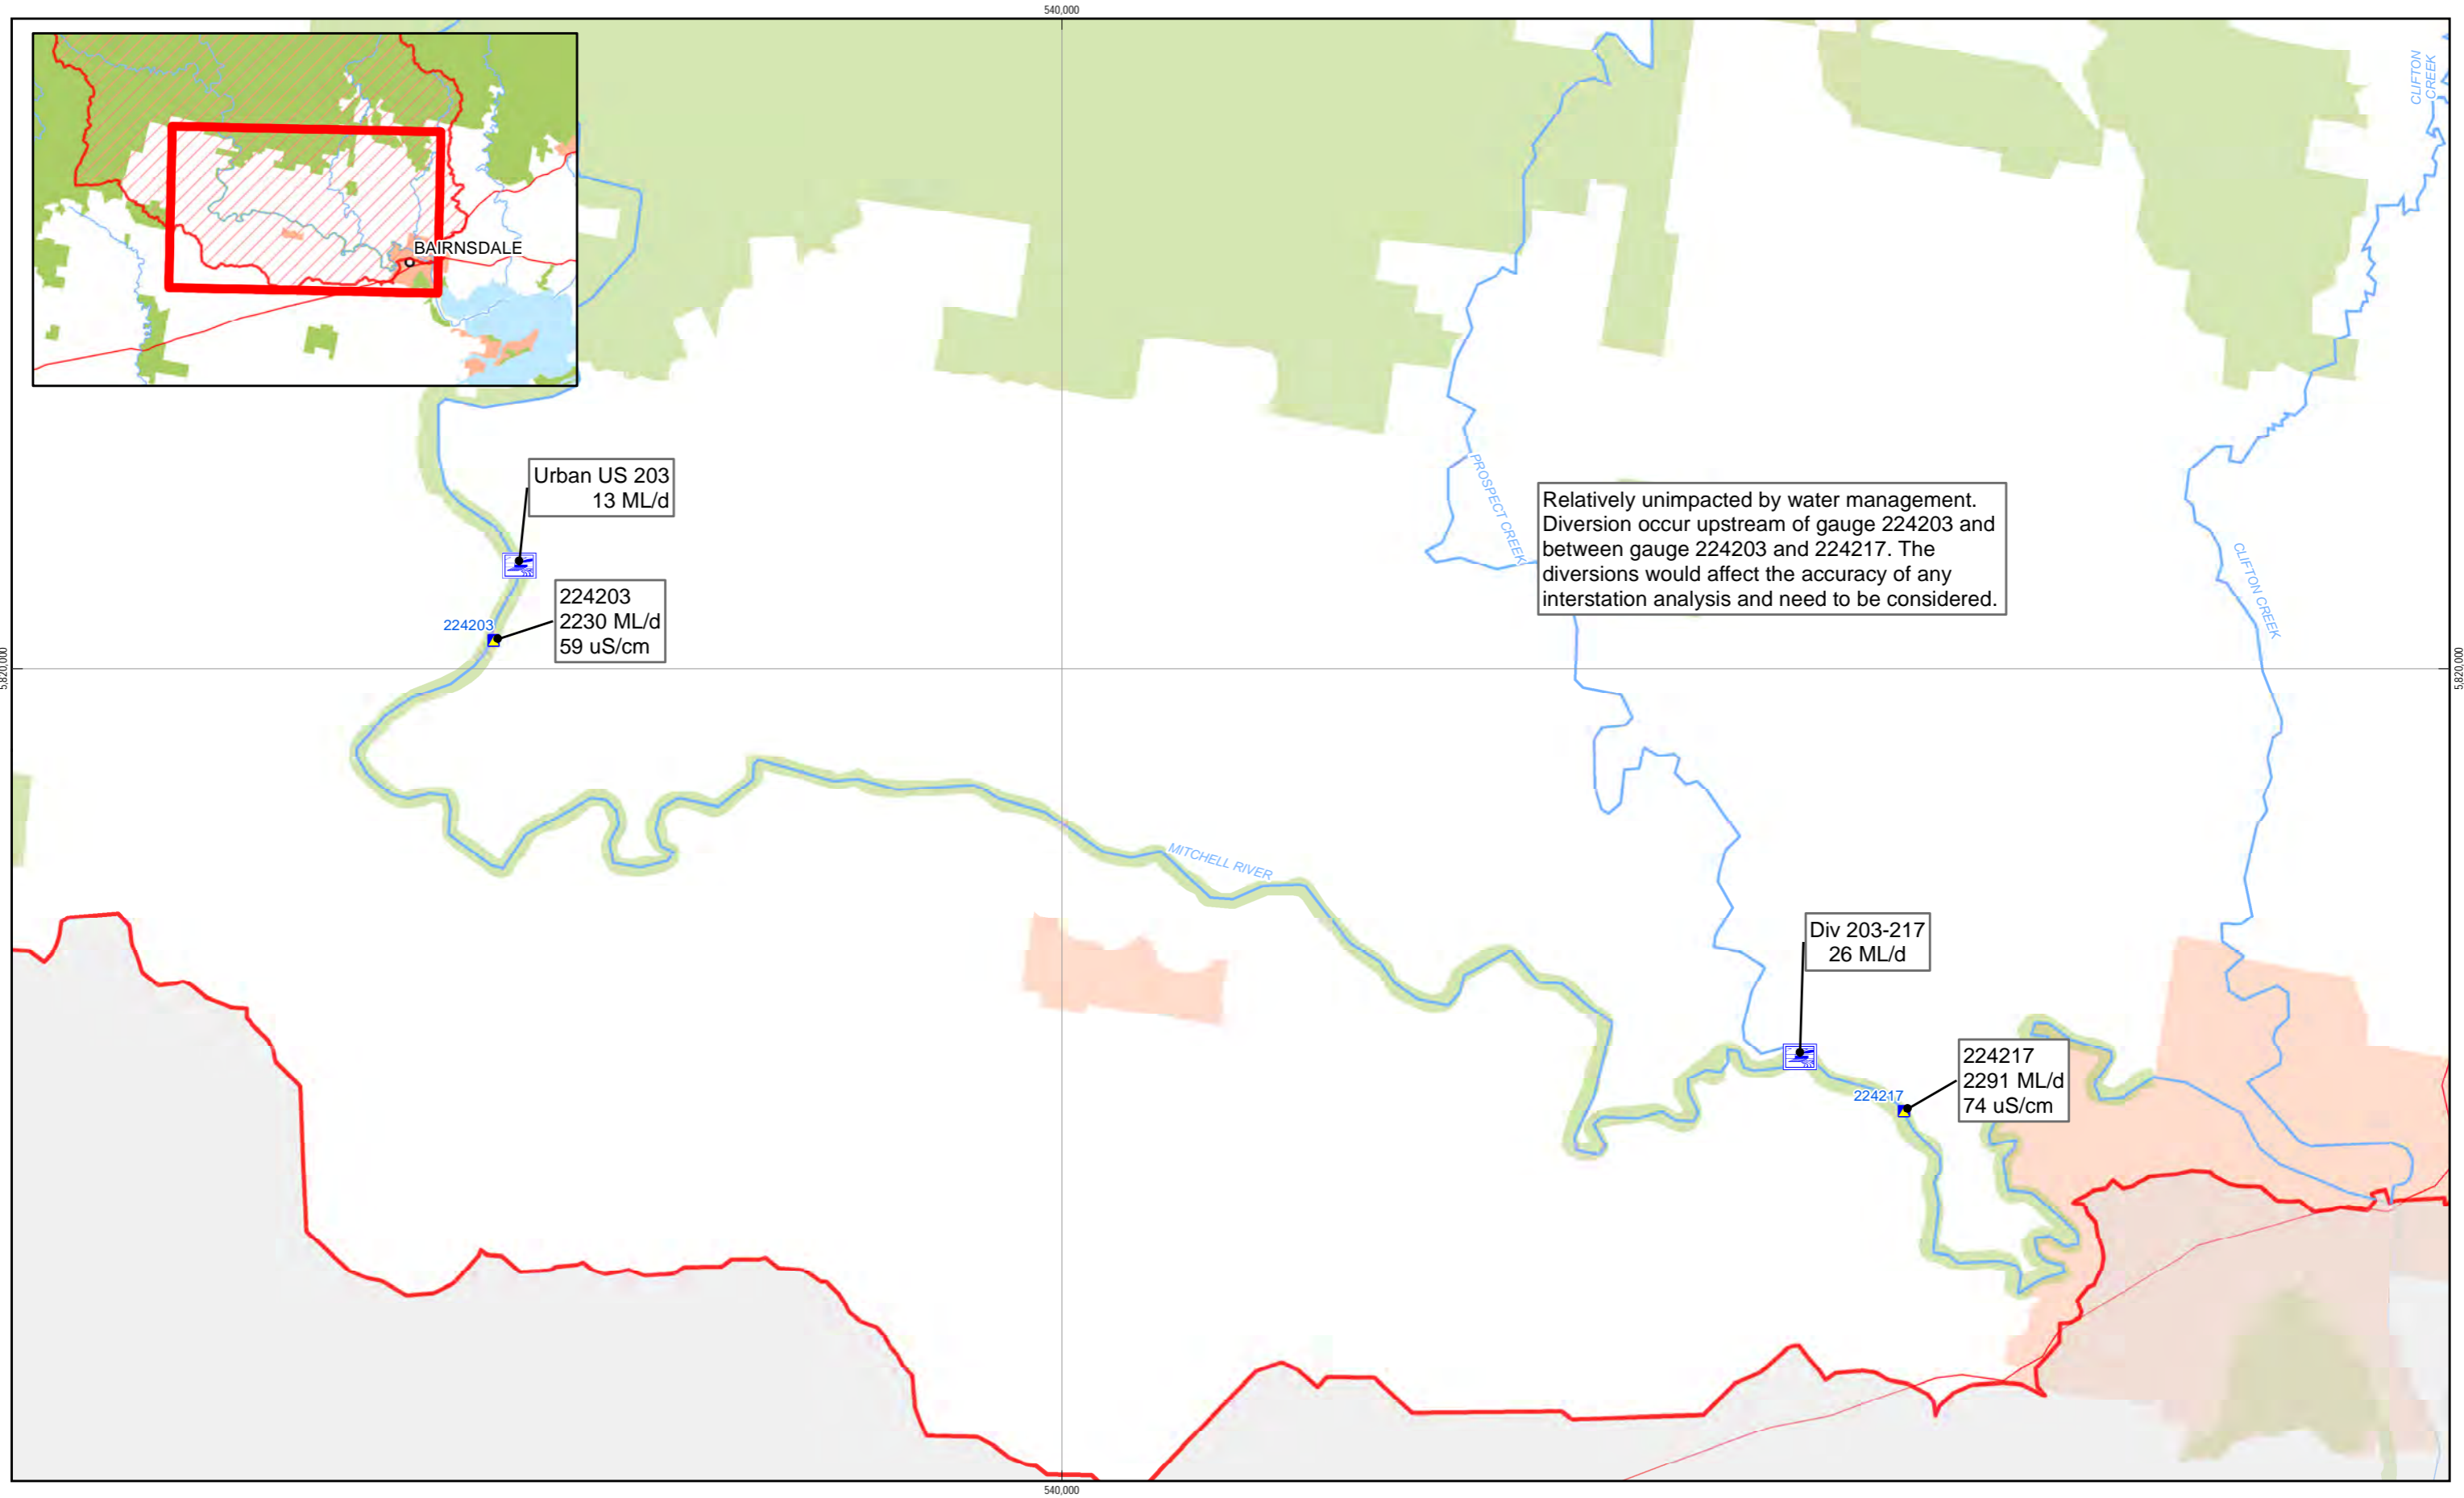 540,000
BAIRNSDALE
CLIFTON
CREEK
Urban US 203
13 ML/d
PROSPECT CREEK
Relatively unimpacted by water management.
Diversion occur upstream of gauge 224203 and
between gauge 224203 and 224217. The
diversions would affect the accuracy of any
interstation analysis and need to be considered.
CLIFTON CREEK
224203
224203
2230 ML/d
59 uS/cm
5,820,000
5,820,000
MITCHELL RIVER
Div 203-217
26 ML/d
224217
224217
2291 ML/d
74 uS/cm
540,000